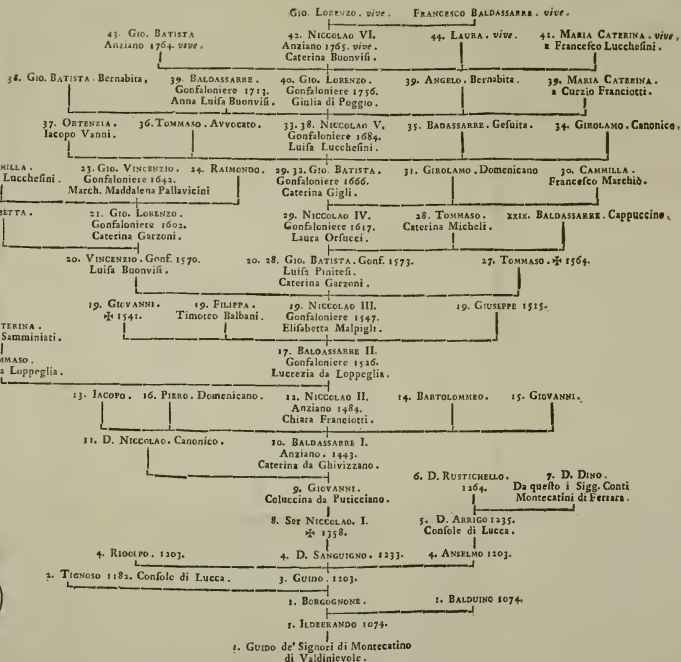 Gio. Lorenzo. vive. Francesco Baldassarre. vive.
43. Gio. Batista
Anziano 1764. vive.
42. Niccolao VI.
Anziano 1765. vive.
Caterina Buonvisi.
44. Laura. vive.
41. Maria Caterina. vive,
a Francesco Lucchesini.
38. Gio. Batista. Bernabita,
39. Baldassarre.
Gonfaloniere 1713.
Anna Luisa Buonvisi.
40. Gio. Lorenzo.
Gonfaloniere 1756.
Giulia di Poggio.
39. Angelo. Bernabita.
39. Maria Caterina.
a Curzio Franciotti.
37. Ortenzia.
Iacopo Vanni.
36. Tommaso. Avvocato.
33. 38. Niccolao V.
Gonfaloniere 1684.
Luisa Lucchesini.
35. Badassarre. Gesuita.
34. Girolamo. Canonico,
milla.
Lucchesini.
23. Gio. Vincenzio.
Gonfaloniere 1642.
March. Maddalena Pallavicini
24. Raimondo.
29. 32. Gio. Batista.
Gonfaloniere 1666.
Caterina Gigli.
31. Girolamo. Domenicano
30. Cammilla.
Francesco Marchiò.
betta.
21. Gio. Lorenzo.
Gonfaloniere 1602.
Caterina Garzoni.
29. Niccolao IV.
Gonfaloniere 1617.
Laura Orsucci.
28. Tommaso.
Caterina Micheli.
xxix. Baldassarre. Cappuccino,
20. Vincenzio. Gonf. 1570.
Luisa Buonvisi.
20. 28. Gio. Batista. Gonf. 1573.
Luisa Pinitesi.
Caterina Garzoni.
27. Tommaso. ✠ 1564.
19. Giovanni.
✠ 1541.
19. Filippa.
Timoteo Balbani.
19. Niccolao III.
Gonfaloniere 1547.
Elisabetta Malpigli.
19. Giuseppe 1515.
terina.
Samminiati.
17. Baldassarre II.
Gonfaloniere 1526.
Lucrezia da Loppeglia.
mmaso.
a Loppeglia.
13. Iacopo.
16. Piero. Domenicano.
12. Niccolao II.
Anziano 1484.
Chiara Franciotti.
14. Bartolommeo.
15. Giovanni.
11. D. Niccolao. Canonico.
10. Baldassarre I.
Anziano. 1443.
Caterina da Ghivizzano.
9. Giovanni.
Coluccina da Puticciano.
6. D. Rustichello.
1264.
7. D. Dino.
Da questo i Sigg. Conti
Montecatini di Ferrara.
8. Ser Niccolao. I.
✠ 1358.
5. D. Arrigo 1235.
Console di Lucca.
4. Ridolfo. 1203.
4. D. Sanguigno. 1233.
4. Anselmo 1203.
2. Tignoso 1182. Console di Lucca.
3. Guido. 1203.
1. Borgognone.
1. Balduino 1074.
1. Ildebrando 1074.
1. Guido de' Signori di Montecatino
di Valdinievole.